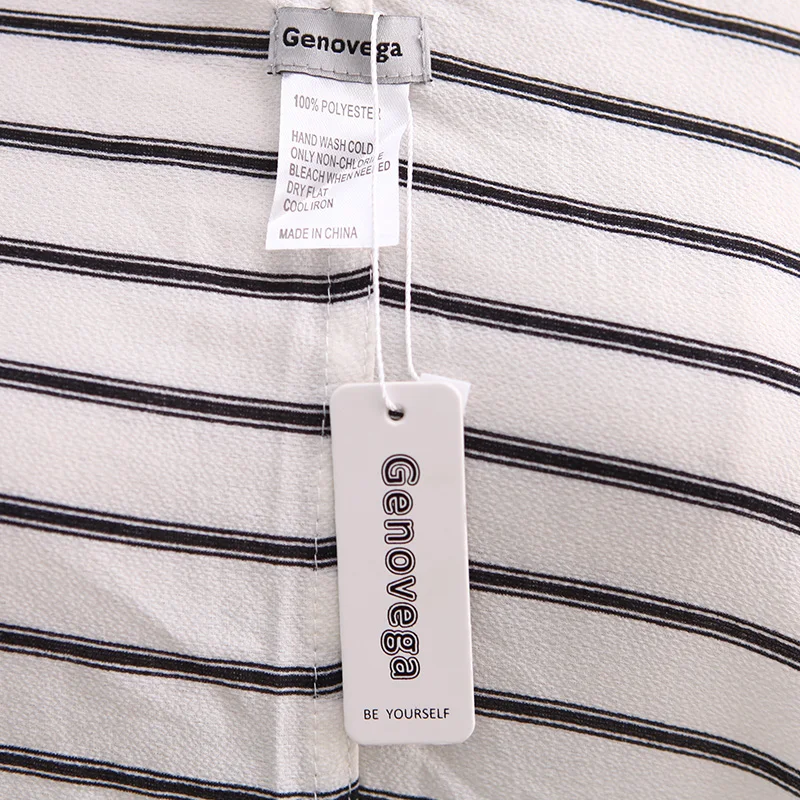 Genovega
100% POLYESTER
HAND WASH COLD
ONLY NON-CHLORINE
BLEACH WHEN NEEDED
DRY FLAT
COOL IRON
MADE IN CHINA
Genovega
BE YOURSELF